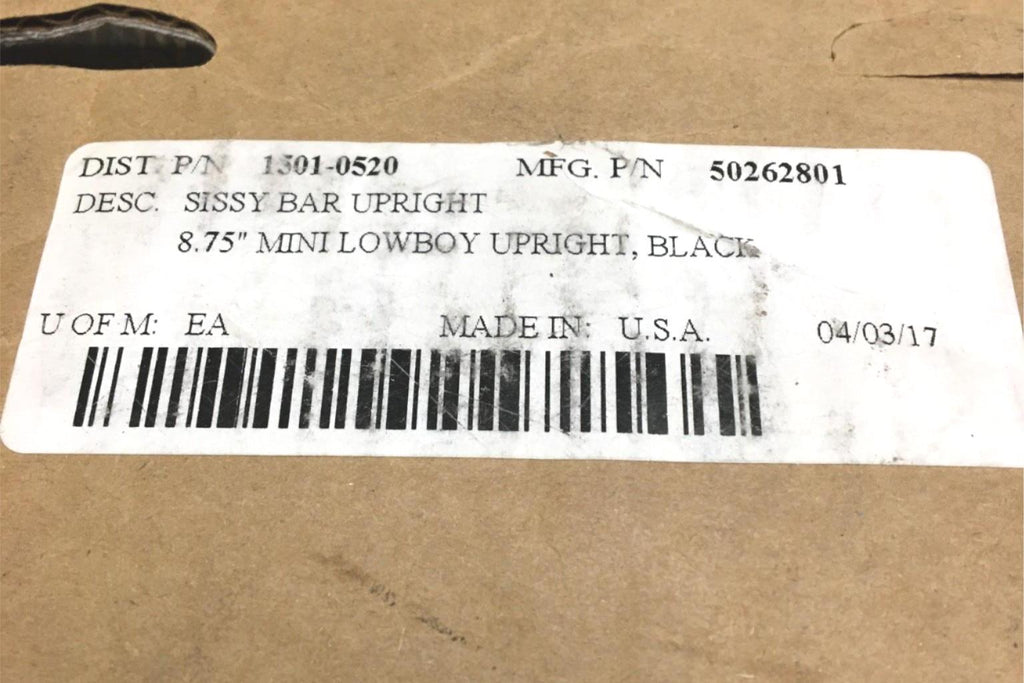 DIST. P/N 1501-0520 MFG. P/N 50262801
DESC. SISSY BAR UPRIGHT
8.75" MINI LOWBOY UPRIGHT, BLACK
U OF M: EA MADE IN: U.S.A. 04/03/17